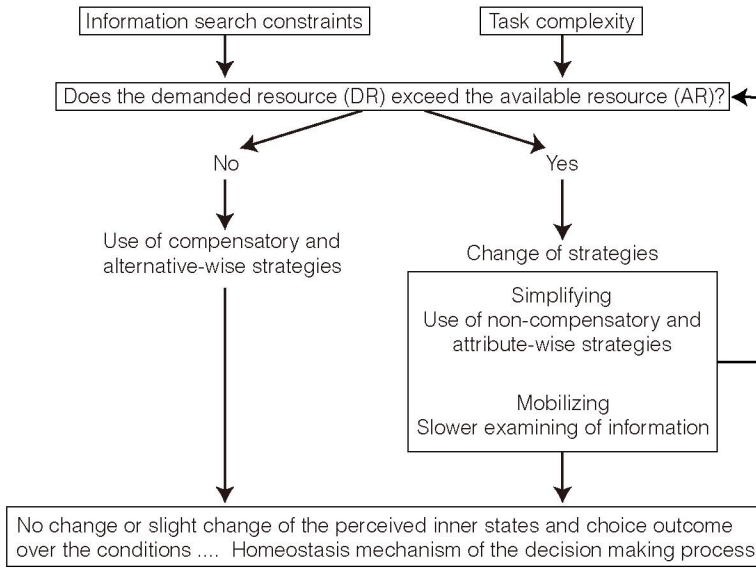 Information search constraints
Task complexity
Does the demanded resource (DR) exceed the available resource (AR)?
No
Yes
Use of compensatory and
alternative-wise strategies
Change of strategies
Simplifying
Use of non-compensatory and
attribute-wise strategies
Mobilizing
Slower examining of information
No change or slight change of the perceived inner states and choice outcome
over the conditions .... Homeostasis mechanism of the decision making process